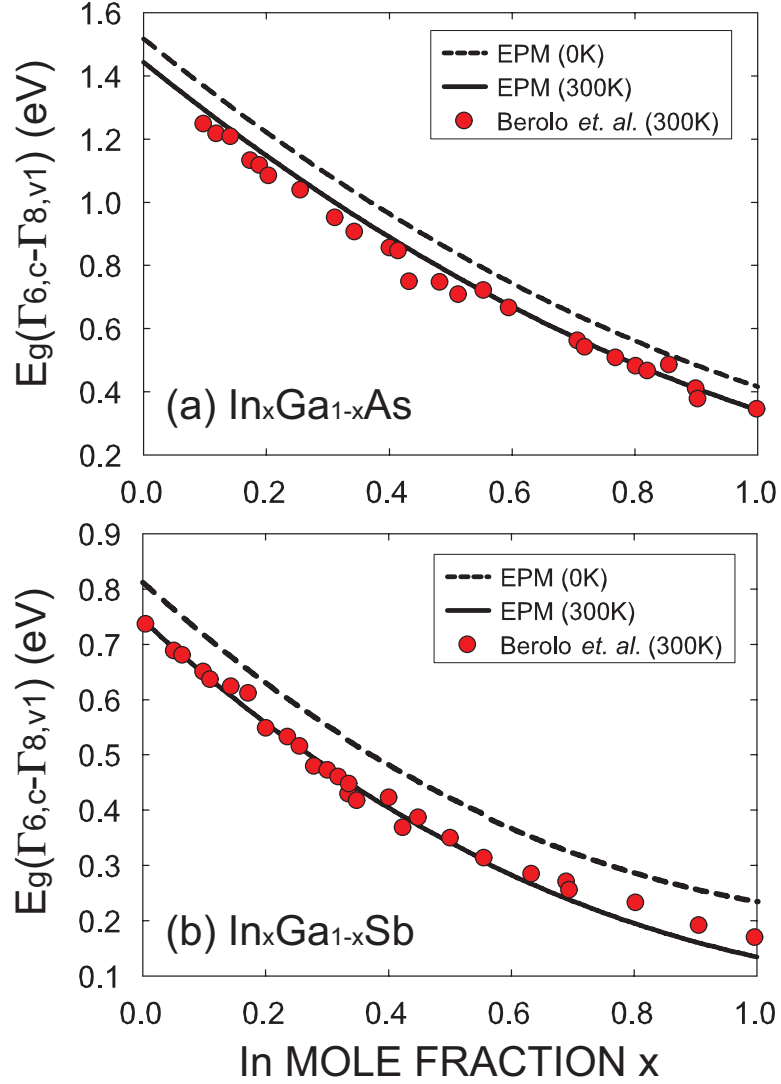 Eg(Γ6,c-Γ8,v1) (eV)
1.6
1.4
1.2
1.0
0.8
0.6
0.4
0.2
EPM (0K)
EPM (300K)
Berolo et. al. (300K)
(a) InxGa1-xAs
0.0 0.2 0.4 0.6 0.8 1.0
Eg(Γ6,c-Γ8,v1) (eV)
0.9
0.8
0.7
0.6
0.5
0.4
0.3
0.2
0.1
EPM (0K)
EPM (300K)
Berolo et. al. (300K)
(b) InxGa1-xSb
0.0 0.2 0.4 0.6 0.8 1.0
In MOLE FRACTION x